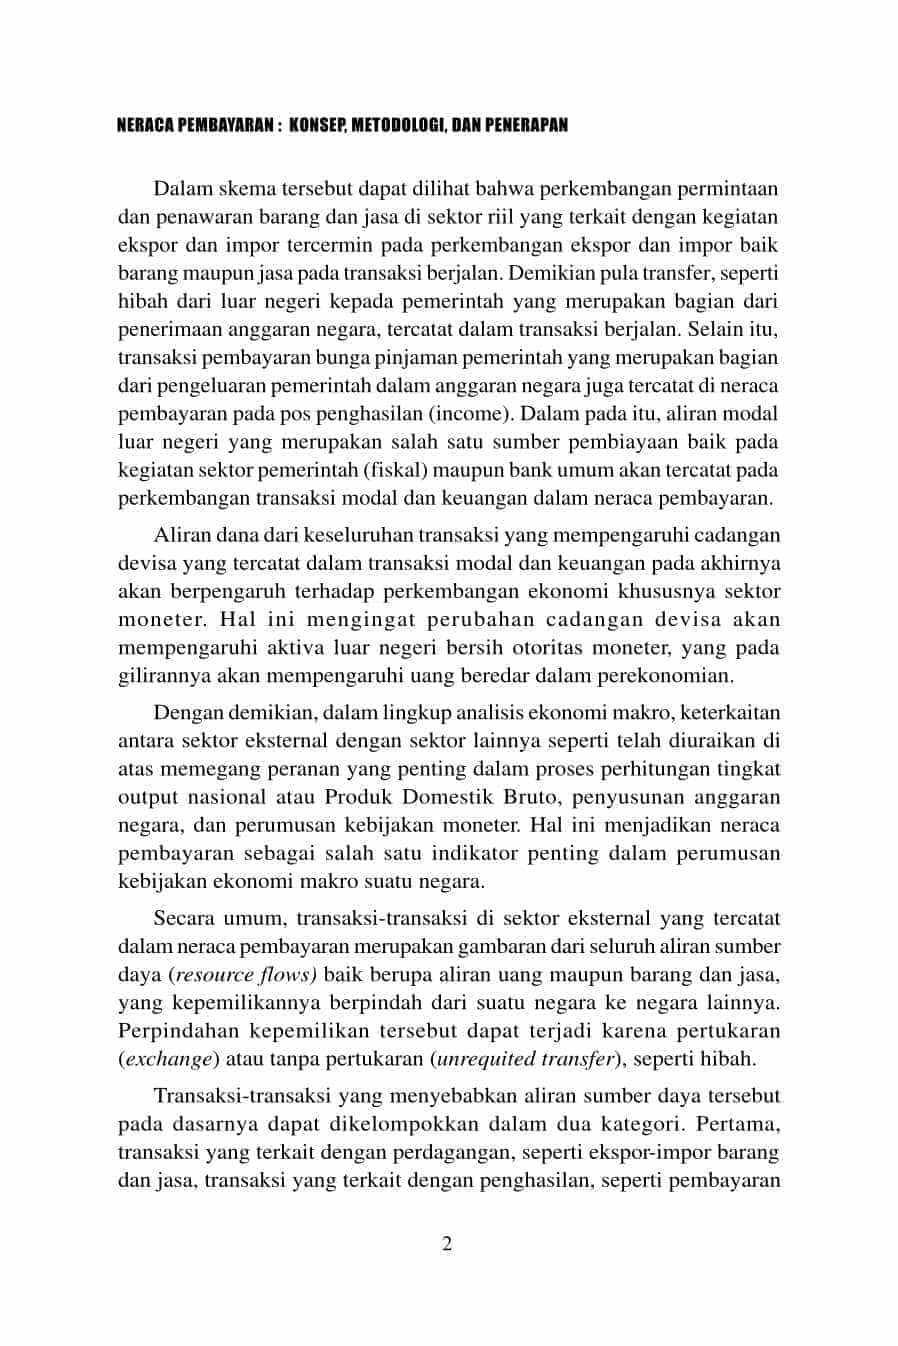 NERACA PEMBAYARAN : KONSEP, METODOLOGI, DAN PENERAPAN
Dalam skema tersebut dapat dilihat bahwa perkembangan permintaan
dan penawaran barang dan jasa di sektor riil yang terkait dengan kegiatan
ekspor dan impor tercermin pada perkembangan ekspor dan impor baik
barang maupun jasa pada transaksi berjalan. Demikian pula transfer, seperti
hibah dari luar negeri kepada pemerintah yang merupakan bagian dari
penerimaan anggaran negara, tercatat dalam transaksi berjalan. Selain itu,
transaksi pembayaran bunga pinjaman pemerintah yang merupakan bagian
dari pengeluaran pemerintah dalam anggaran negara juga tercatat di neraca
pembayaran pada pos penghasilan (income). Dalam pada itu, aliran modal
luar negeri yang merupakan salah satu sumber pembiayaan baik pada
kegiatan sektor pemerintah (fiskal) maupun bank umum akan tercatat pada
perkembangan transaksi modal dan keuangan dalam neraca pembayaran.
Aliran dana dari keseluruhan transaksi yang mempengaruhi cadangan
devisa yang tercatat dalam transaksi modal dan keuangan pada akhirnya
akan berpengaruh terhadap perkembangan ekonomi khususnya sektor
moneter. Hal ini mengingat perubahan cadangan devisa akan
mempengaruhi aktiva luar negeri bersih otoritas moneter, yang pada
gilirannya akan mempengaruhi uang beredar dalam perekonomian.
Dengan demikian, dalam lingkup analisis ekonomi makro, keterkaitan
antara sektor eksternal dengan sektor lainnya seperti telah diuraikan di
atas memegang peranan yang penting dalam proses perhitungan tingkat
output nasional atau Produk Domestik Bruto, penyusunan anggaran
negara, dan perumusan kebijakan moneter. Hal ini menjadikan neraca
pembayaran sebagai salah satu indikator penting dalam perumusan
kebijakan ekonomi makro suatu negara.
Secara umum, transaksi-transaksi di sektor eksternal yang tercatat
dalam neraca pembayaran merupakan gambaran dari seluruh aliran sumber
daya (resource flows) baik berupa aliran uang maupun barang dan jasa,
yang kepemilikannya berpindah dari suatu negara ke negara lainnya.
Perpindahan kepemilikan tersebut dapat terjadi karena pertukaran
(exchange) atau tanpa pertukaran (unrequited transfer), seperti hibah.
Transaksi-transaksi yang menyebabkan aliran sumber daya tersebut
pada dasarnya dapat dikelompokkan dalam dua kategori. Pertama,
transaksi yang terkait dengan perdagangan, seperti ekspor-impor barang
dan jasa, transaksi yang terkait dengan penghasilan, seperti pembayaran
2